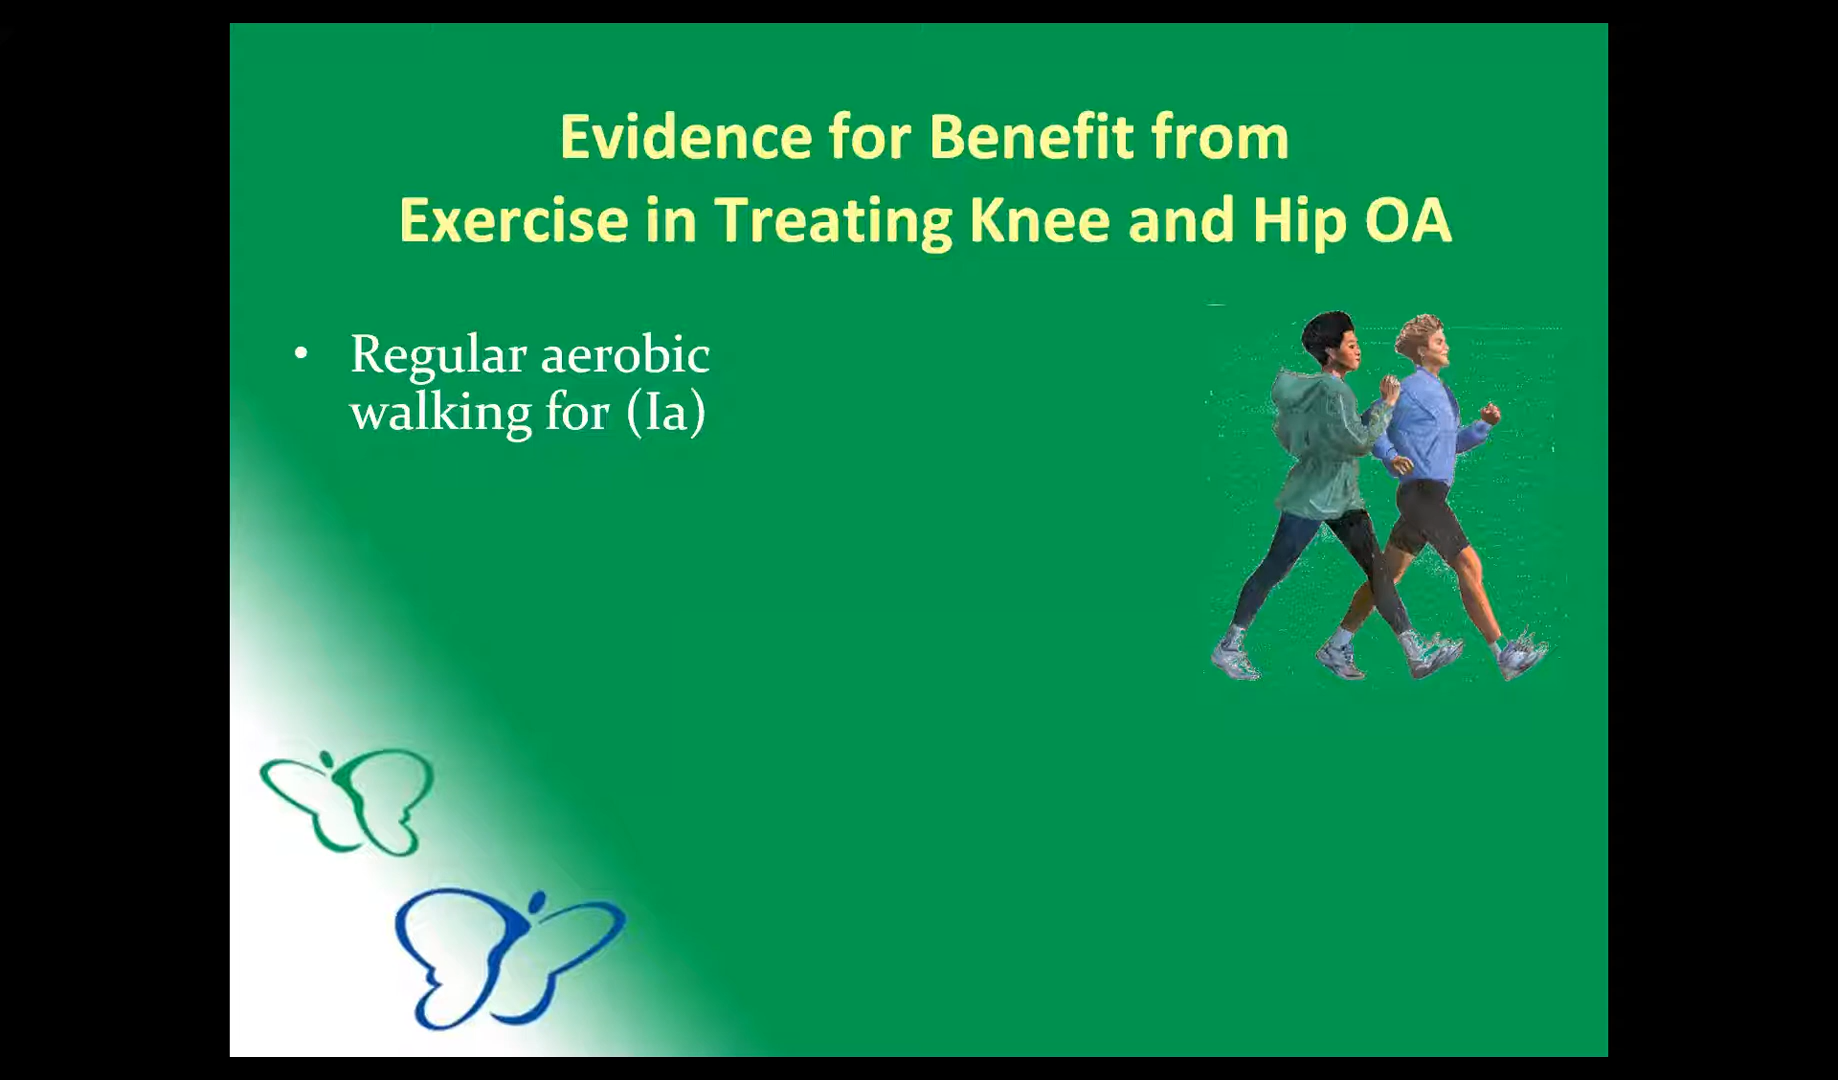 Evidence for Benefit from
Exercise in Treating Knee and Hip OA
• Regular aerobic
walking for (Ia)